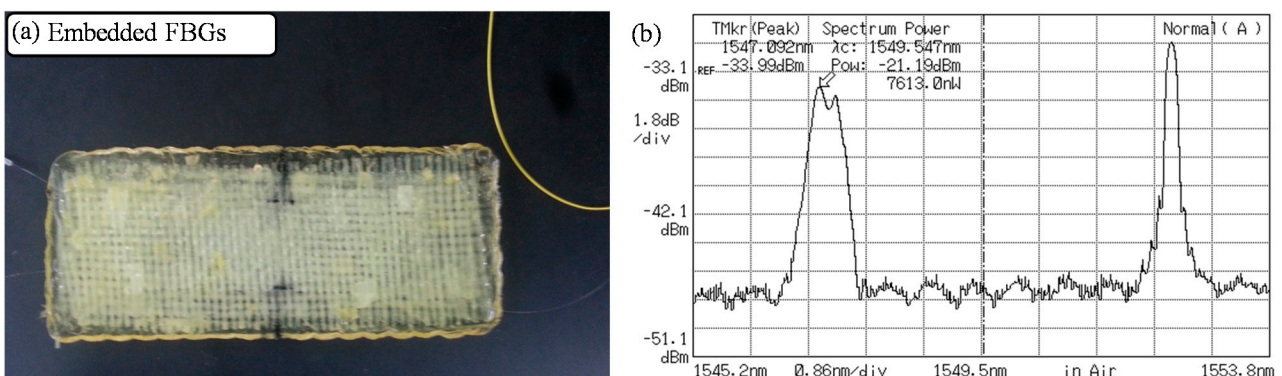 (a) Embedded FBGs
(b)
TMkr(Peak) Spectrum Power Normal(A)
1547.092nm λc: 1549.547nm
-33.1 REF -33.99dBm Pow: -21.19dBm
dBm 7613.0nW
1.8dB
/div
-42.1
dBm
-51.1
dBm
1545.2nm 0.86nm/div 1549.5nm in Air 1553.8nm